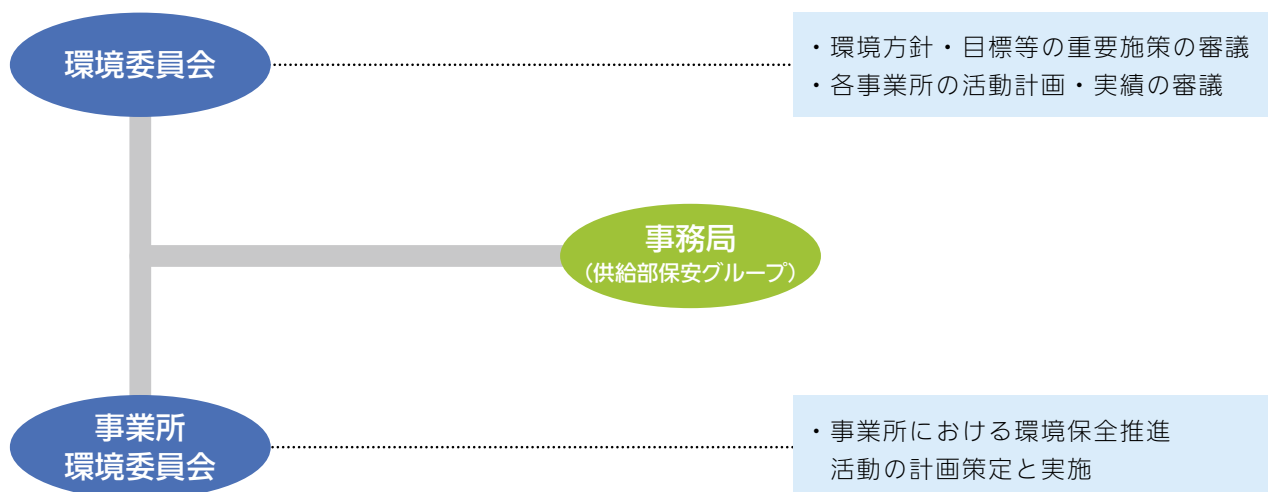 環境委員会
・環境方針・目標等の重要施策の審議
・各事業所の活動計画・実績の審議
事務局
(供給部保安グループ)
事業所
環境委員会
・事業所における環境保全推進
活動の計画策定と実施